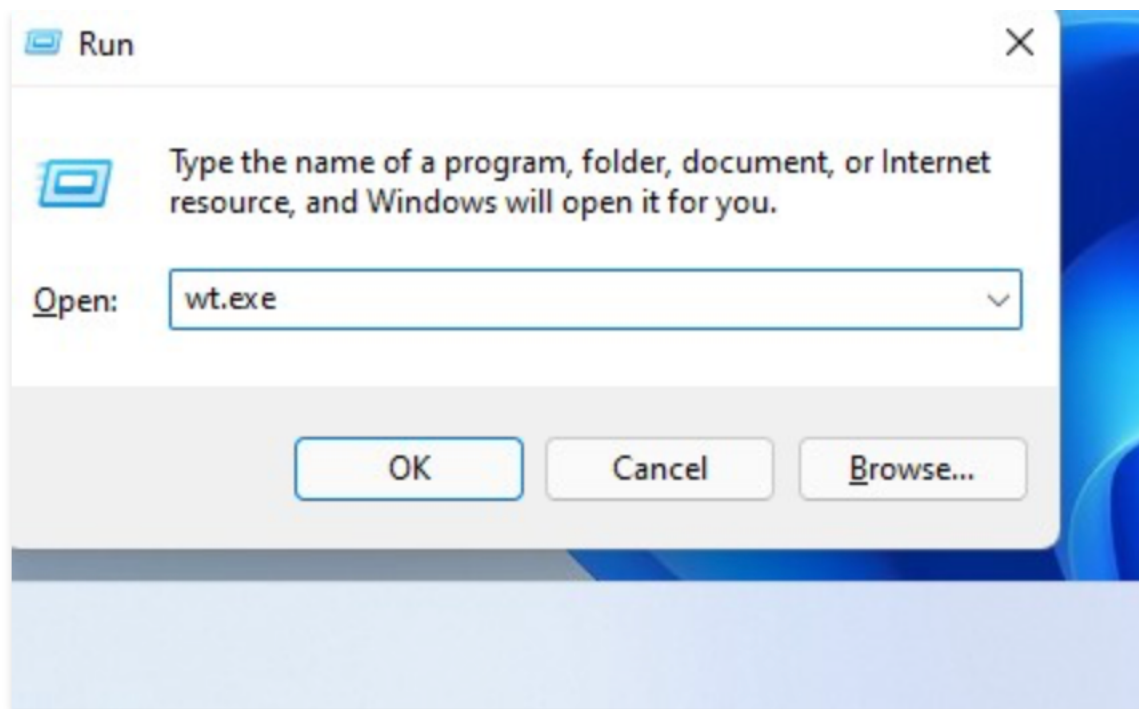 Run
Type the name of a program, folder, document, or Internet
resource, and Windows will open it for you.
Open: wt.exe
OK Cancel Browse...